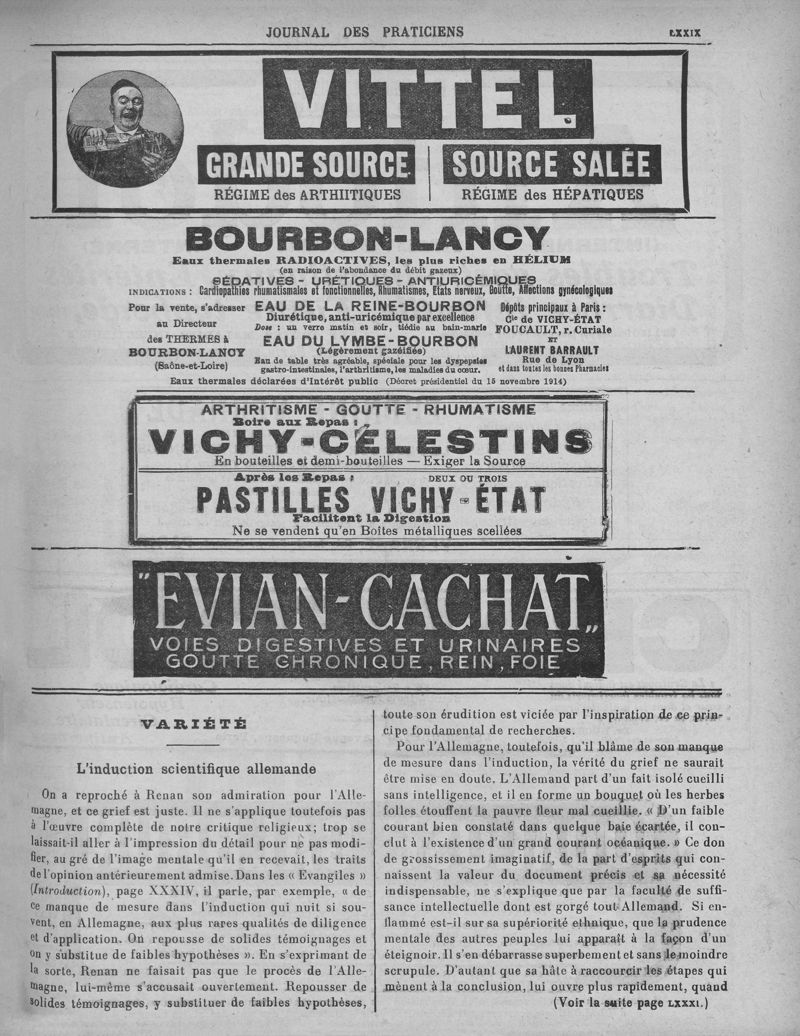 JOURNAL DES PRATICIENS
LXXIX
VITTEL
GRANDE SOURCE
RÉGIME des ARTHIITIQUES
SOURCE SALÉE
RÉGIME des HÉPATIQUES
BOURBON-LANCY
Eaux thermales RADIOACTIVES, les plus riches en HÉLIUM
(en raison de l'abondance du débit gazeux)
SÉDATIVES - URÉTIQUES - ANTIURICÉMIQUES
INDICATIONS : Cardiopathies rhumatismales et fonctionnelles, Rhumatismes, Etats nerveux, Goutte, Affections gynécologiques
Pour la vente, s'adresser
au Directeur
des THERMES à
BOURBON-LANCY
(Saône-et-Loire)
EAU DE LA REINE-BOURBON
Diurétique, anti-uricémique par excellence
Dose : un verre matin et soir, tiédie au bain-marie
EAU DU LYMBE-BOURBON
(Légèrement gazéifiée)
Eau de table très agréable, spéciale pour les dyspepsies
gastro-intestinales, l'arthritisme, les maladies du cœur.
Dépôts principaux à Paris :
Cie de VICHY-ÉTAT
FOUCAULT, r. Curiale
ET
LAURENT BARRAULT
Rue de Lyon
et dans toutes les bonnes Pharmacies
Eaux thermales déclarées d'Intérêt public (Décret présidentiel du 15 novembre 1914)
ARTHRITISME - GOUTTE - RHUMATISME
Boire aux Repas :
VICHY-CÉLESTINS
En bouteilles et demi-bouteilles — Exiger la Source
Après les Repas : DEUX OU TROIS
PASTILLES VICHY-ÉTAT
Facilitent la Digestion
Ne se vendent qu'en Boîtes métalliques scellées
"EVIAN-CACHAT"
VOIES DIGESTIVES ET URINAIRES
GOUTTE CHRONIQUE, REIN, FOIE
VARIÉTÉ
L'induction scientifique allemande
On a reproché à Renan son admiration pour l'Alle-
magne, et ce grief est juste. Il ne s'applique toutefois pas
à l'œuvre complète de notre critique religieux; trop se
laissait-il aller à l'impression du détail pour ne pas modi-
fier, au gré de l'image mentale qu'il en recevait, les traits
de l'opinion antérieurement admise. Dans les « Evangiles »
(Introduction), page XXXIV, il parle, par exemple, « de
ce manque de mesure dans l'induction qui nuit si sou-
vent, en Allemagne, aux plus rares qualités de diligence
et d'application. On repousse de solides témoignages et
on y substitue de faibles hypothèses ». En s'exprimant de
la sorte, Renan ne faisait pas que le procès de l'Alle-
magne, lui-même s'accusait ouvertement. Repousser de
solides témoignages, y substituer de faibles hypothèses,
toute son érudition est viciée par l'inspiration de ce prin-
cipe fondamental de recherches.
Pour l'Allemagne, toutefois, qu'il blâme de son manque
de mesure dans l'induction, la vérité du grief ne saurait
être mise en doute. L'Allemand part d'un fait isolé cueilli
sans intelligence, et il en forme un bouquet où les herbes
folles étouffent la pauvre fleur mal cueillie. « D'un faible
courant bien constaté dans quelque baie écartée, il con-
clut à l'existence d'un grand courant océanique. » Ce don
de grossissement imaginatif, de la part d'esprits qui con-
naissent la valeur du document précis et sa nécessité
indispensable, ne s'explique que par la faculté de suffi-
sance intellectuelle dont est gorgé tout Allemand. Si en-
flammé est-il sur sa supériorité ethnique, que la prudence
mentale des autres peuples lui apparaît à la façon d'un
éteignoir. Il s'en débarrasse superbement et sans le moindre
scrupule. D'autant que sa hâte à raccourcir les étapes qui
mènent à la conclusion, lui ouvre plus rapidement, quand
(Voir la suite page LXXXI.)